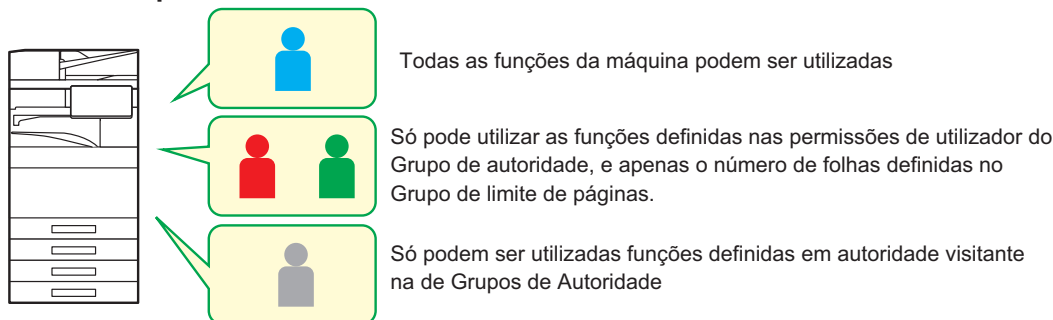 Todas as funções da máquina podem ser utilizadas
Só pode utilizar as funções definidas nas permissões de utilizador do
Grupo de autoridade, e apenas o número de folhas definidas no
Grupo de limite de páginas.
Só podem ser utilizadas funções definidas em autoridade visitante
na de Grupos de Autoridade